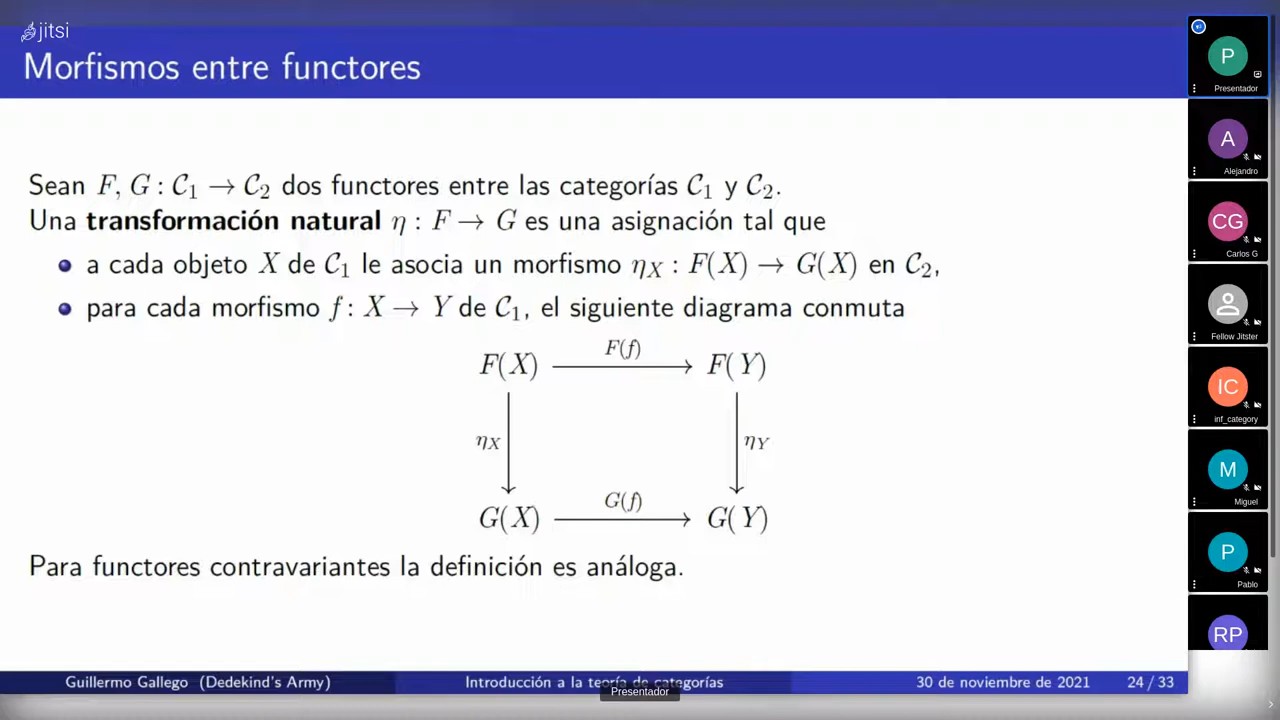 jitsi
Morfismos entre functores
Sean F, G : C₁ → C₂ dos functores entre las categorías C₁ y C₂.
Una transformación natural η : F → G es una asignación tal que
a cada objeto X de C₁ le asocia un morfismo η_X : F(X) → G(X) en C₂,
para cada morfismo f : X → Y de C₁, el siguiente diagrama conmuta
F(f)
F(X) F(Y)
η_X η_Y
G(f)
G(X) G(Y)
Para functores contravariantes la definición es análoga.
Guillermo Gallego (Dedekind's Army) Introducción a la teoría de categorías 30 de noviembre de 2021 24 / 33
Presentador
P
Presentador
A
Alejandro
CG
Carlos G
Fellow Jitster
IC
inf_category
M
Miguel
P
Pablo
RP